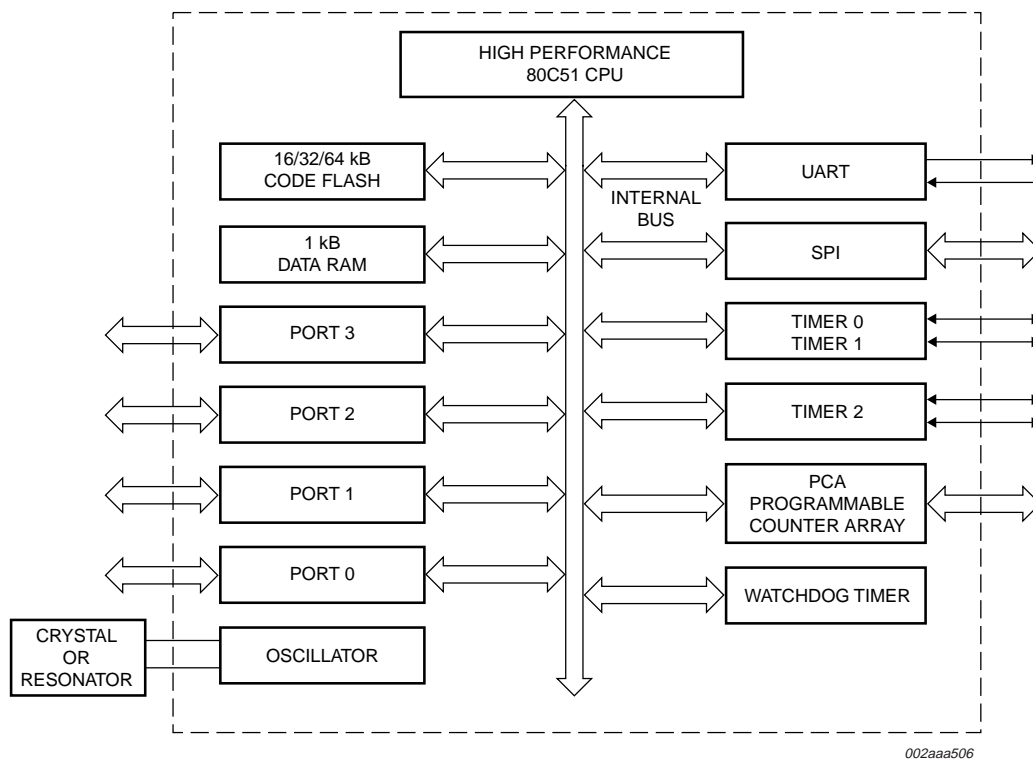 HIGH PERFORMANCE
80C51 CPU
16/32/64 kB
CODE FLASH
UART
INTERNAL
BUS
1 kB
DATA RAM
SPI
PORT 3
TIMER 0
TIMER 1
PORT 2
TIMER 2
PORT 1
PCA
PROGRAMMABLE
COUNTER ARRAY
PORT 0
WATCHDOG TIMER
CRYSTAL
OR
RESONATOR
OSCILLATOR
002aaa506